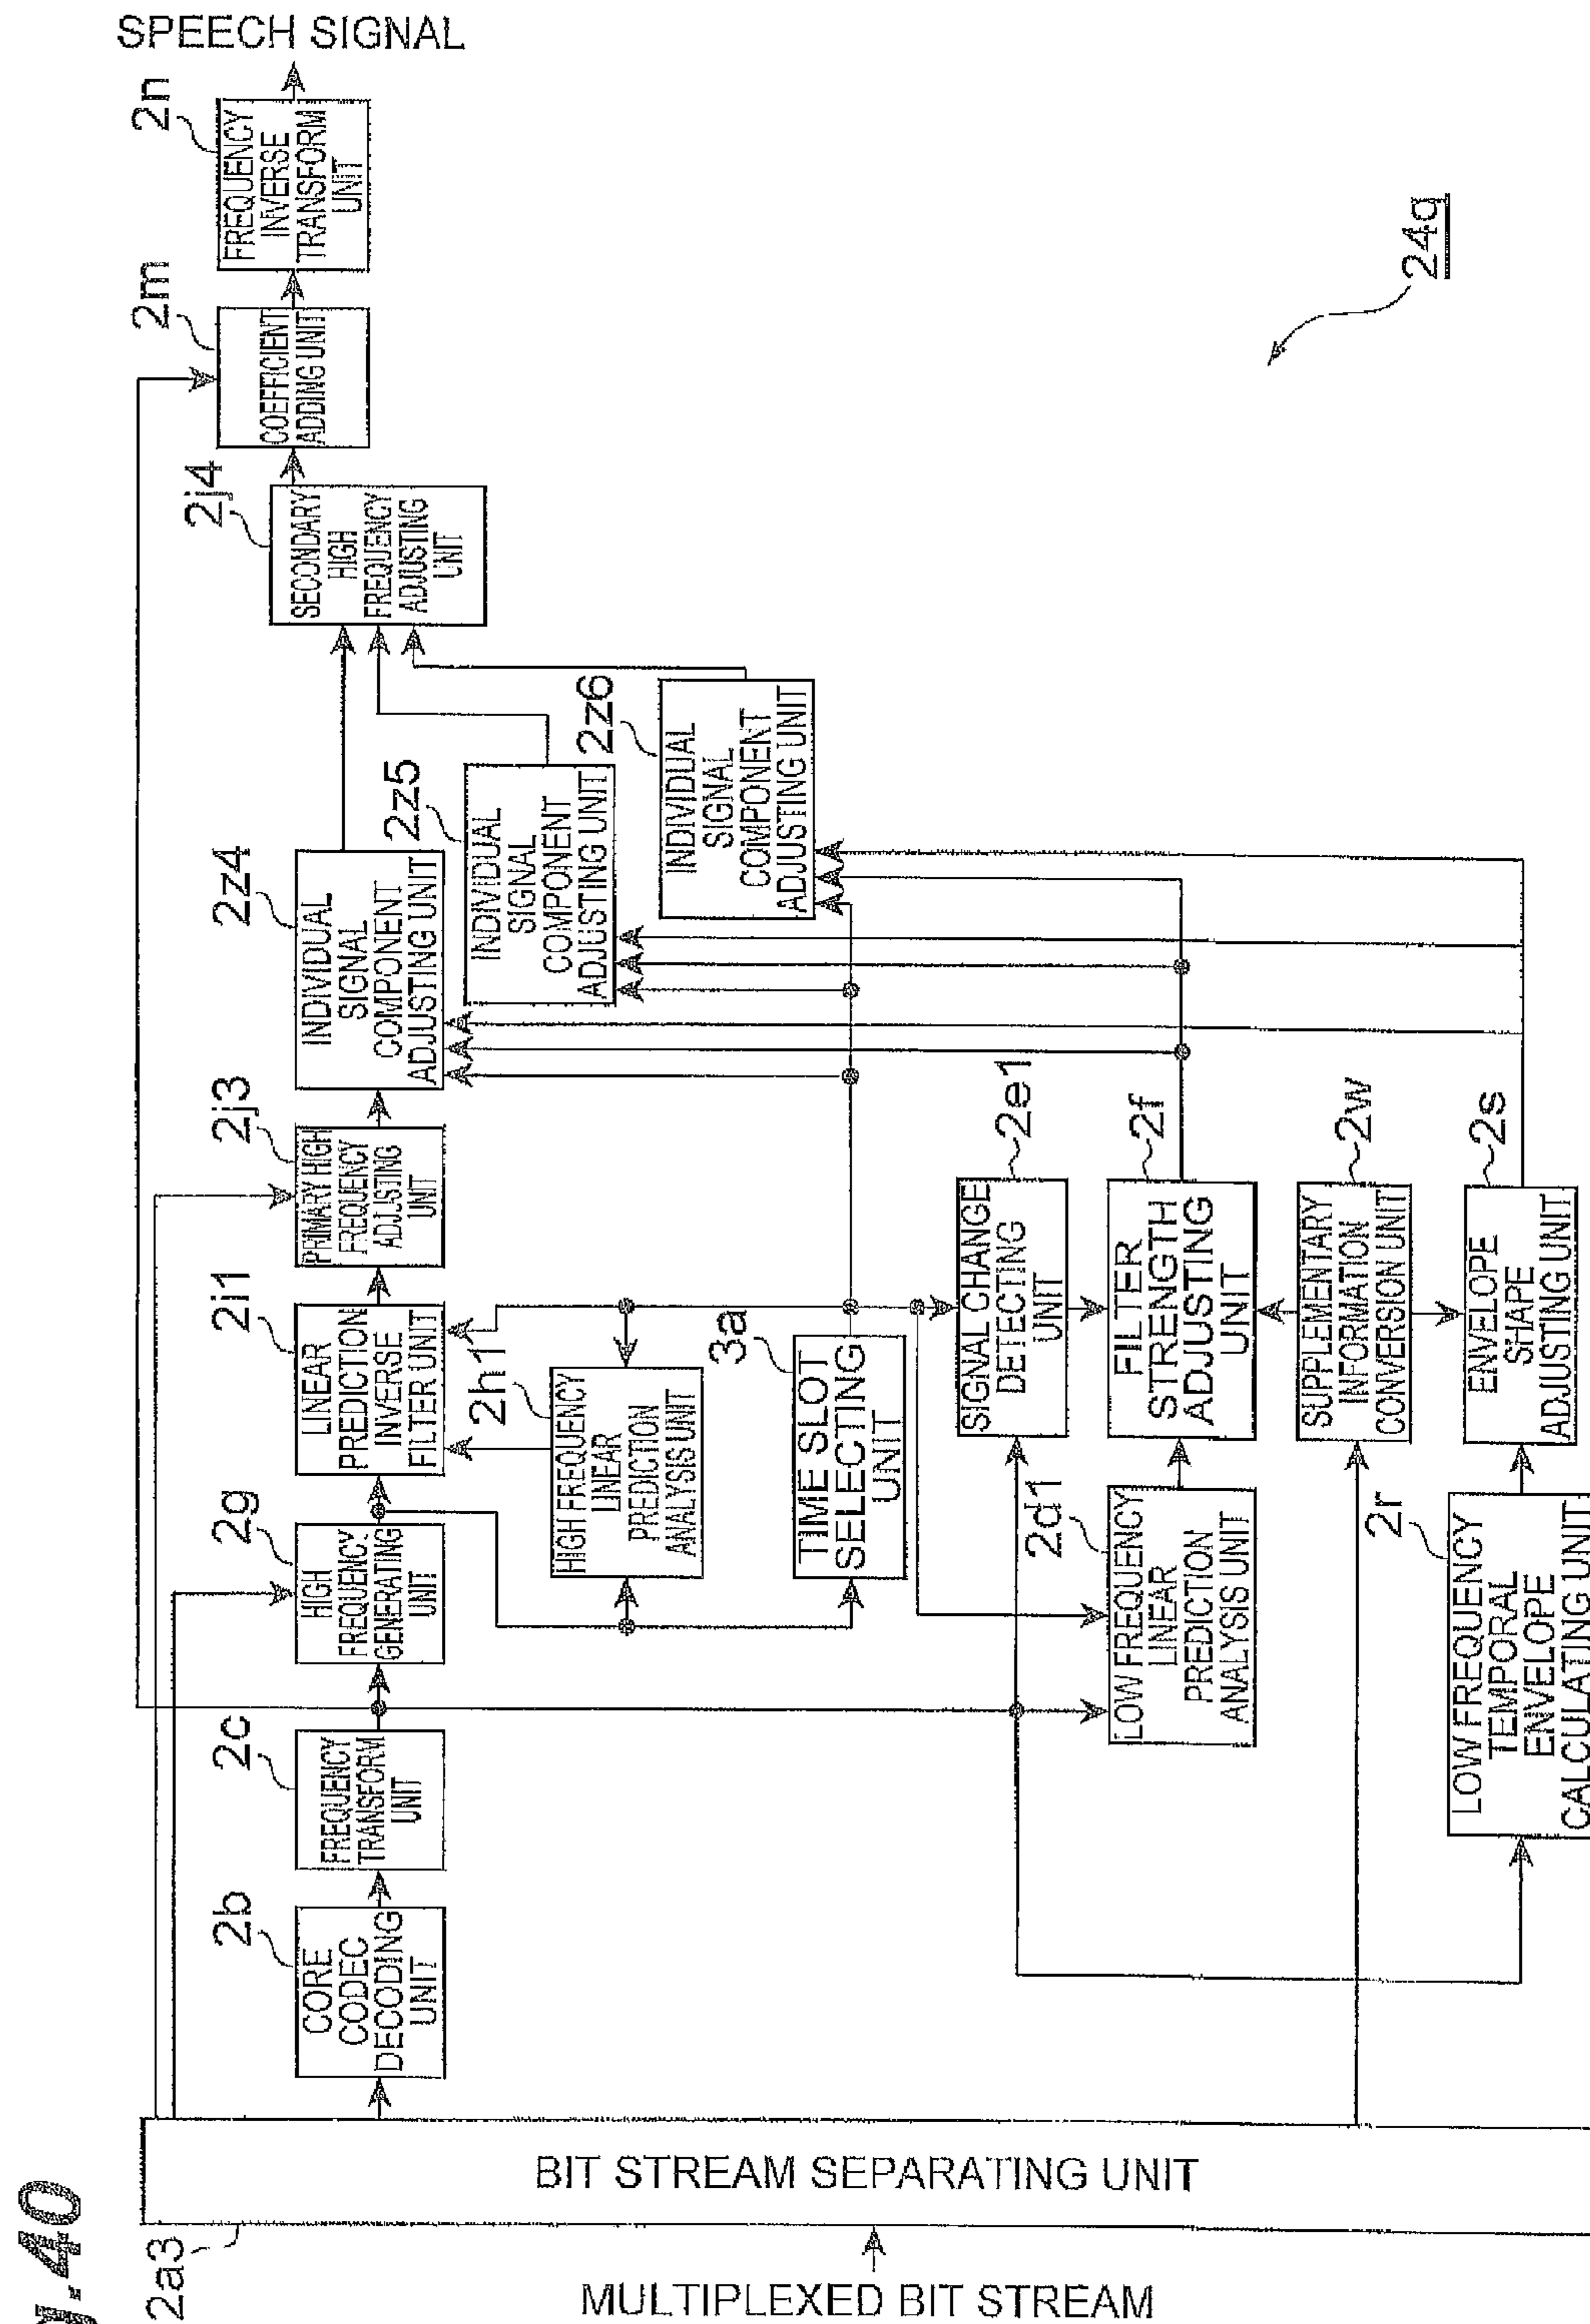 g.40
2a3
MULTIPLEXED BIT STREAM
BIT STREAM SEPARATING UNIT
2b
CORE
CODEC
DECODING
UNIT
2c
FREQUENCY
TRANSFORM
UNIT
2g
HIGH
FREQUENCY
GENERATING
UNIT
2i1
LINEAR
PREDICTION
INVERSE
FILTER UNIT
2j3
PRIMARY HIGH
FREQUENCY
ADJUSTING
UNIT
2z4
INDIVIDUAL
SIGNAL
COMPONENT
ADJUSTING UNIT
2z5
INDIVIDUAL
SIGNAL
COMPONENT
ADJUSTING UNIT
2z6
INDIVIDUAL
SIGNAL
COMPONENT
ADJUSTING UNIT
2j4
SECONDARY
HIGH
FREQUENCY
ADJUSTING
UNIT
2m
COEFFICIENT
ADDING UNIT
2n
FREQUENCY
INVERSE
TRANSFORM
UNIT
SPEECH SIGNAL
2h1
HIGH FREQUENCY
LINEAR
PREDICTION
ANALYSIS UNIT
3a
TIME SLOT
SELECTING
UNIT
2e1
SIGNAL CHANGE
DETECTING
UNIT
2d1
LOW FREQUENCY
LINEAR
PREDICTION
ANALYSIS UNIT
2f
FILTER
STRENGTH
ADJUSTING
UNIT
2w
SUPPLEMENTARY
INFORMATION
CONVERSION UNIT
2r
LOW FREQUENCY
TEMPORAL
ENVELOPE
CALCULATING UNIT
2s
ENVELOPE
SHAPE
ADJUSTING UNIT
24q